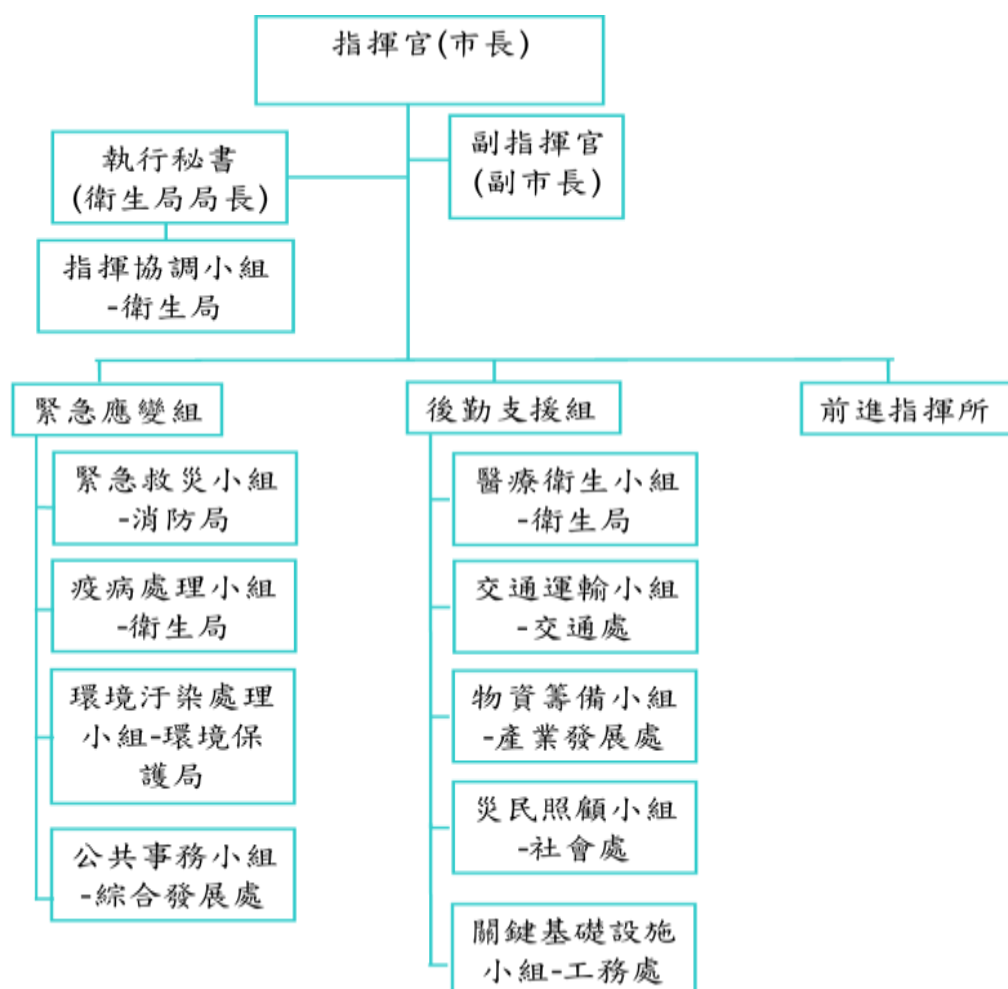 指揮官(市長)
副指揮官
(副市長)
執行秘書
(衛生局局長)
指揮協調小組
-衛生局
緊急應變組
後勤支援組
前進指揮所
緊急救災小組
-消防局
疫病處理小組
-衛生局
環境汙染處理
小組-環境保
護局
公共事務小組
-綜合發展處
醫療衛生小組
-衛生局
交通運輸小組
-交通處
物資籌備小組
-產業發展處
災民照顧小組
-社會處
關鍵基礎設施
小組-工務處